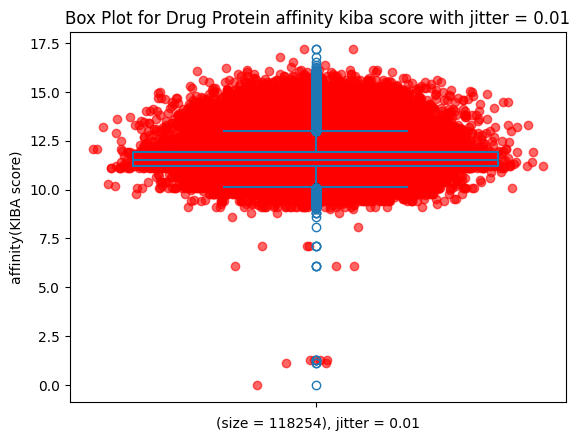 Box Plot for Drug Protein affinity kiba score with jitter = 0.01
17.5
15.0
12.5
10.0
7.5
5.0
2.5
0.0
affinity(KIBA score)
(size = 118254), jitter = 0.01